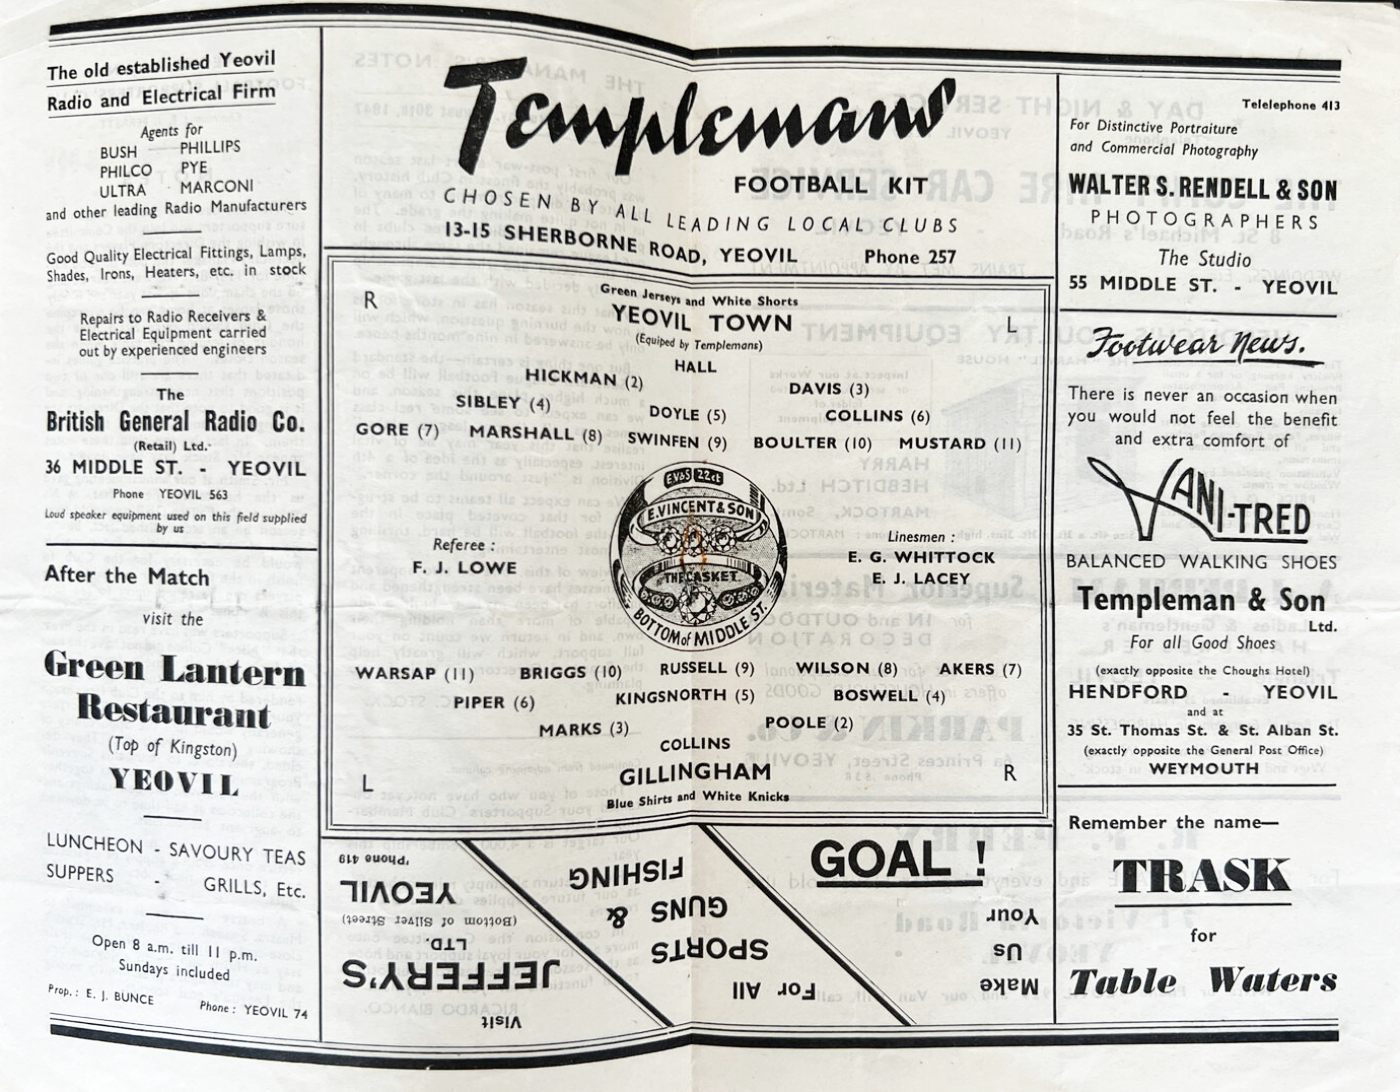 The old established Yeovil
Radio and Electrical Firm
Agents for
BUSH PHILLIPS
PHILCO PYE
ULTRA MARCONI
and other leading Radio Manufacturers
Good Quality Electrical Fittings, Lamps,
Shades, Irons, Heaters, etc. in stock
Repairs to Radio Receivers &
Electrical Equipment carried
out by experienced engineers
The
British General Radio Co.
(Retail) Ltd.
36 MIDDLE ST. - YEOVIL
Phone YEOVIL 563
Loud speaker equipment used on this field supplied
by us
After the Match
visit the
Green Lantern
Restaurant
(Top of Kingston)
YEOVIL
LUNCHEON - SAVOURY TEAS
SUPPERS - GRILLS, Etc.
Open 8 a.m. till 11 p.m.
Sundays included
Prop.: E. J. BUNCE
Phone: YEOVIL 74
Templemans
FOOTBALL KIT
CHOSEN BY ALL LEADING LOCAL CLUBS
13-15 SHERBORNE ROAD, YEOVIL Phone 257
R
Green Jerseys and White Shorts
YEOVIL TOWN
L
(Equiped by Templemans)
HALL
HICKMAN (2) DAVIS (3)
SIBLEY (4) DOYLE (5) COLLINS (6)
GORE (7) MARSHALL (8) SWINFEN (9) BOULTER (10) MUSTARD (11)
EV&S 22ct
E. VINCENT & SON
THE CASKET.
BOTTOM of MIDDLE ST.
Referee:
F. J. LOWE
Linesmen:
E. G. WHITTOCK
E. J. LACEY
WARSAP (11) BRIGGS (10) RUSSELL (9) WILSON (8) AKERS (7)
PIPER (6) KINGSNORTH (5) BOSWELL (4)
MARKS (3) POOLE (2)
COLLINS
L
GILLINGHAM
R
Blue Shirts and White Knicks
GOAL !
Make
Us
Your
For All
SPORTS
GUNS &
FISHING
Visit
JEFFER'S
LTD.
(Bottom of Silver Street)
YEOVIL
'Phone 419
Telelephone 413
For Distinctive Portraiture
and Commercial Photography
WALTER S. RENDELL & SON
PHOTOGRAPHERS
The Studio
55 MIDDLE ST. - YEOVIL
Footwear News.
There is never an occasion when
you would not feel the benefit
and extra comfort of
VANI-TRED
BALANCED WALKING SHOES
Templeman & Son
Ltd.
For all Good Shoes
(exactly opposite the Choughs Hotel)
HENDFORD - YEOVIL
and at
35 St. Thomas St. & St. Alban St.
(exactly opposite the General Post Office)
WEYMOUTH
Remember the name—
TRASK
for
Table Waters